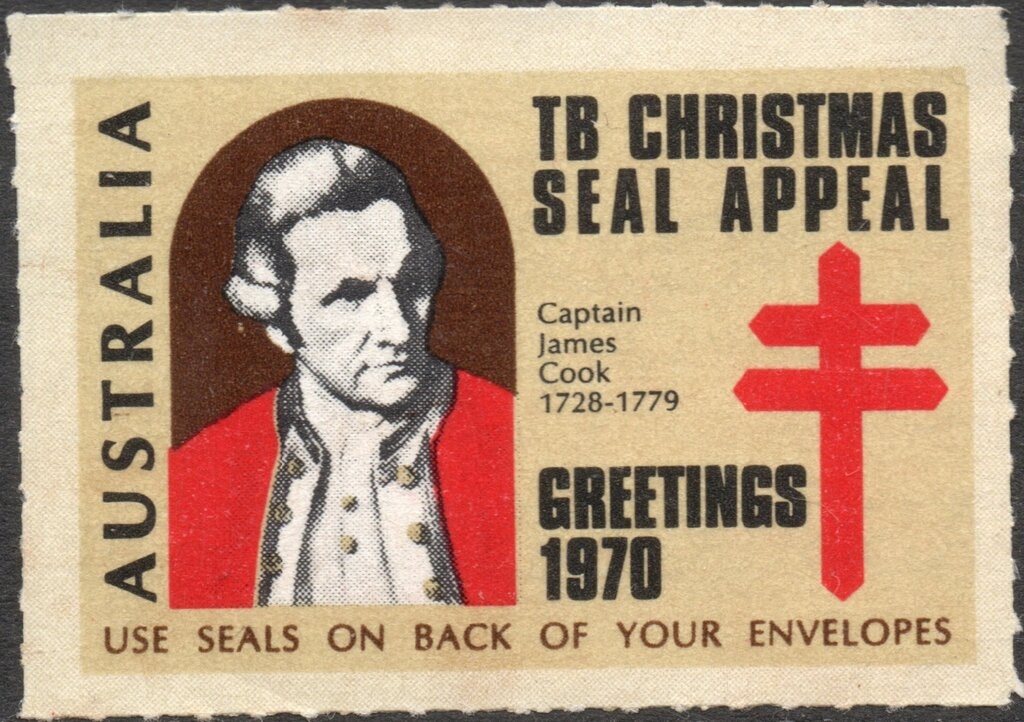 AUSTRALIA
TB CHRISTMAS
SEAL APPEAL
Captain
James
Cook
1728-1779
GREETINGS
1970
USE SEALS ON BACK OF YOUR ENVELOPES